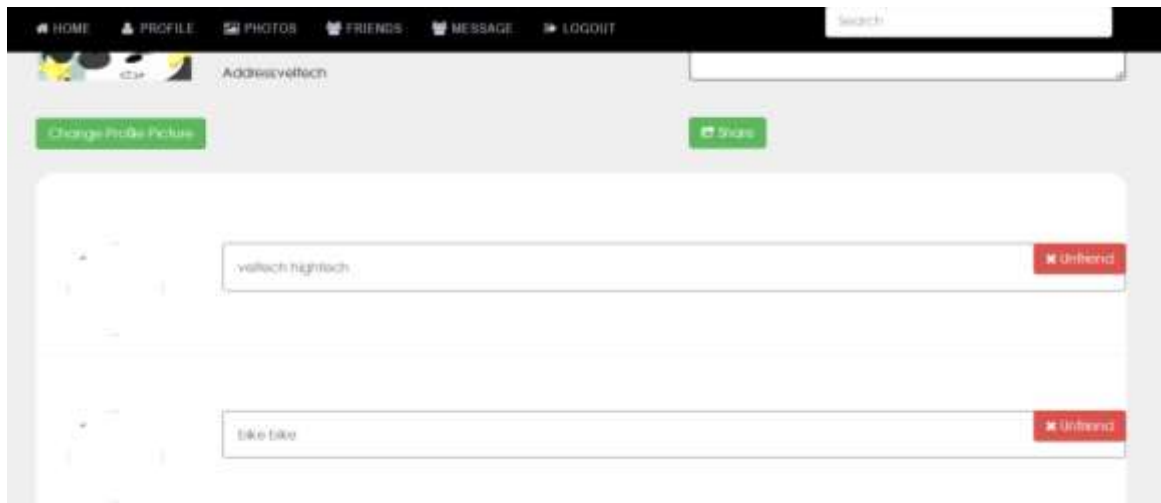 HOME PROFILE PHOTOS FRIENDS MESSAGE LOGOUT Search
Address:veltech
Change Profile Picture
Share
veltech hightech
Unfriend
bike bike
Unfriend